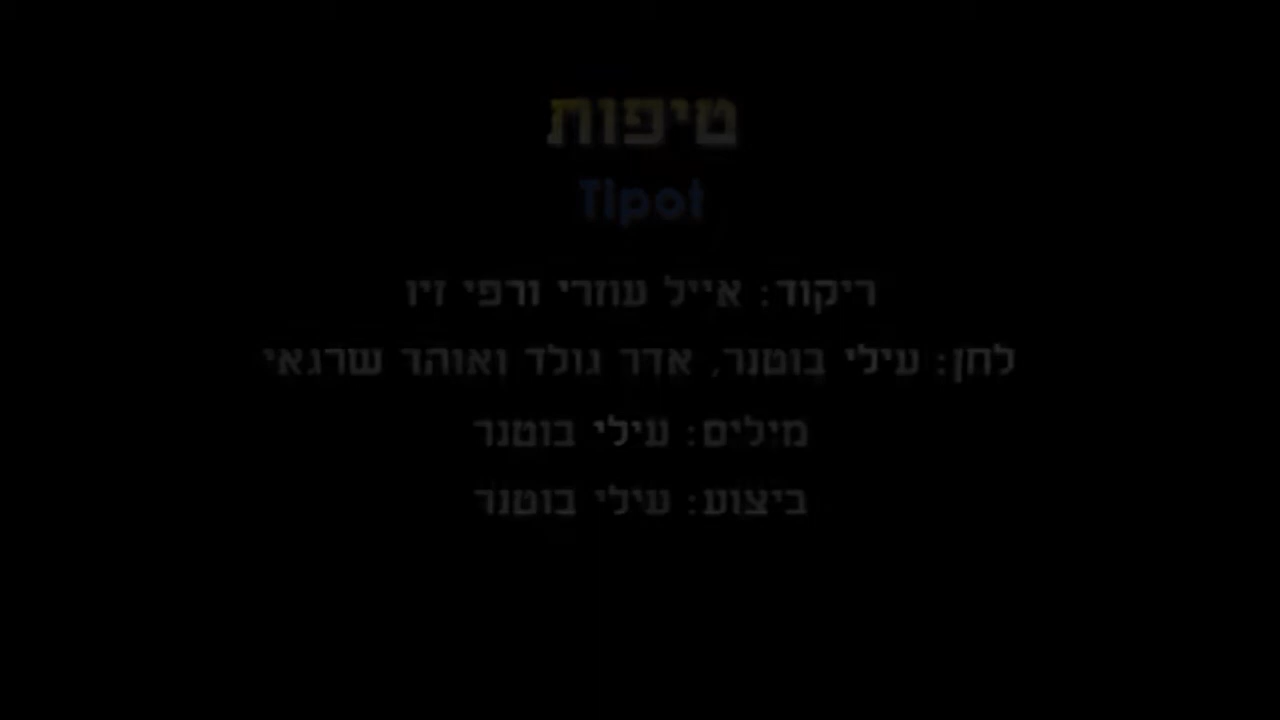 טיפות
Tipot
ריקוד: אייל עוזרי ורפי זיו
לחן: עילי בוטנר, אדר גולד ואוהד שרגאי
מילים: עילי בוטנר
ביצוע: עילי בוטנר